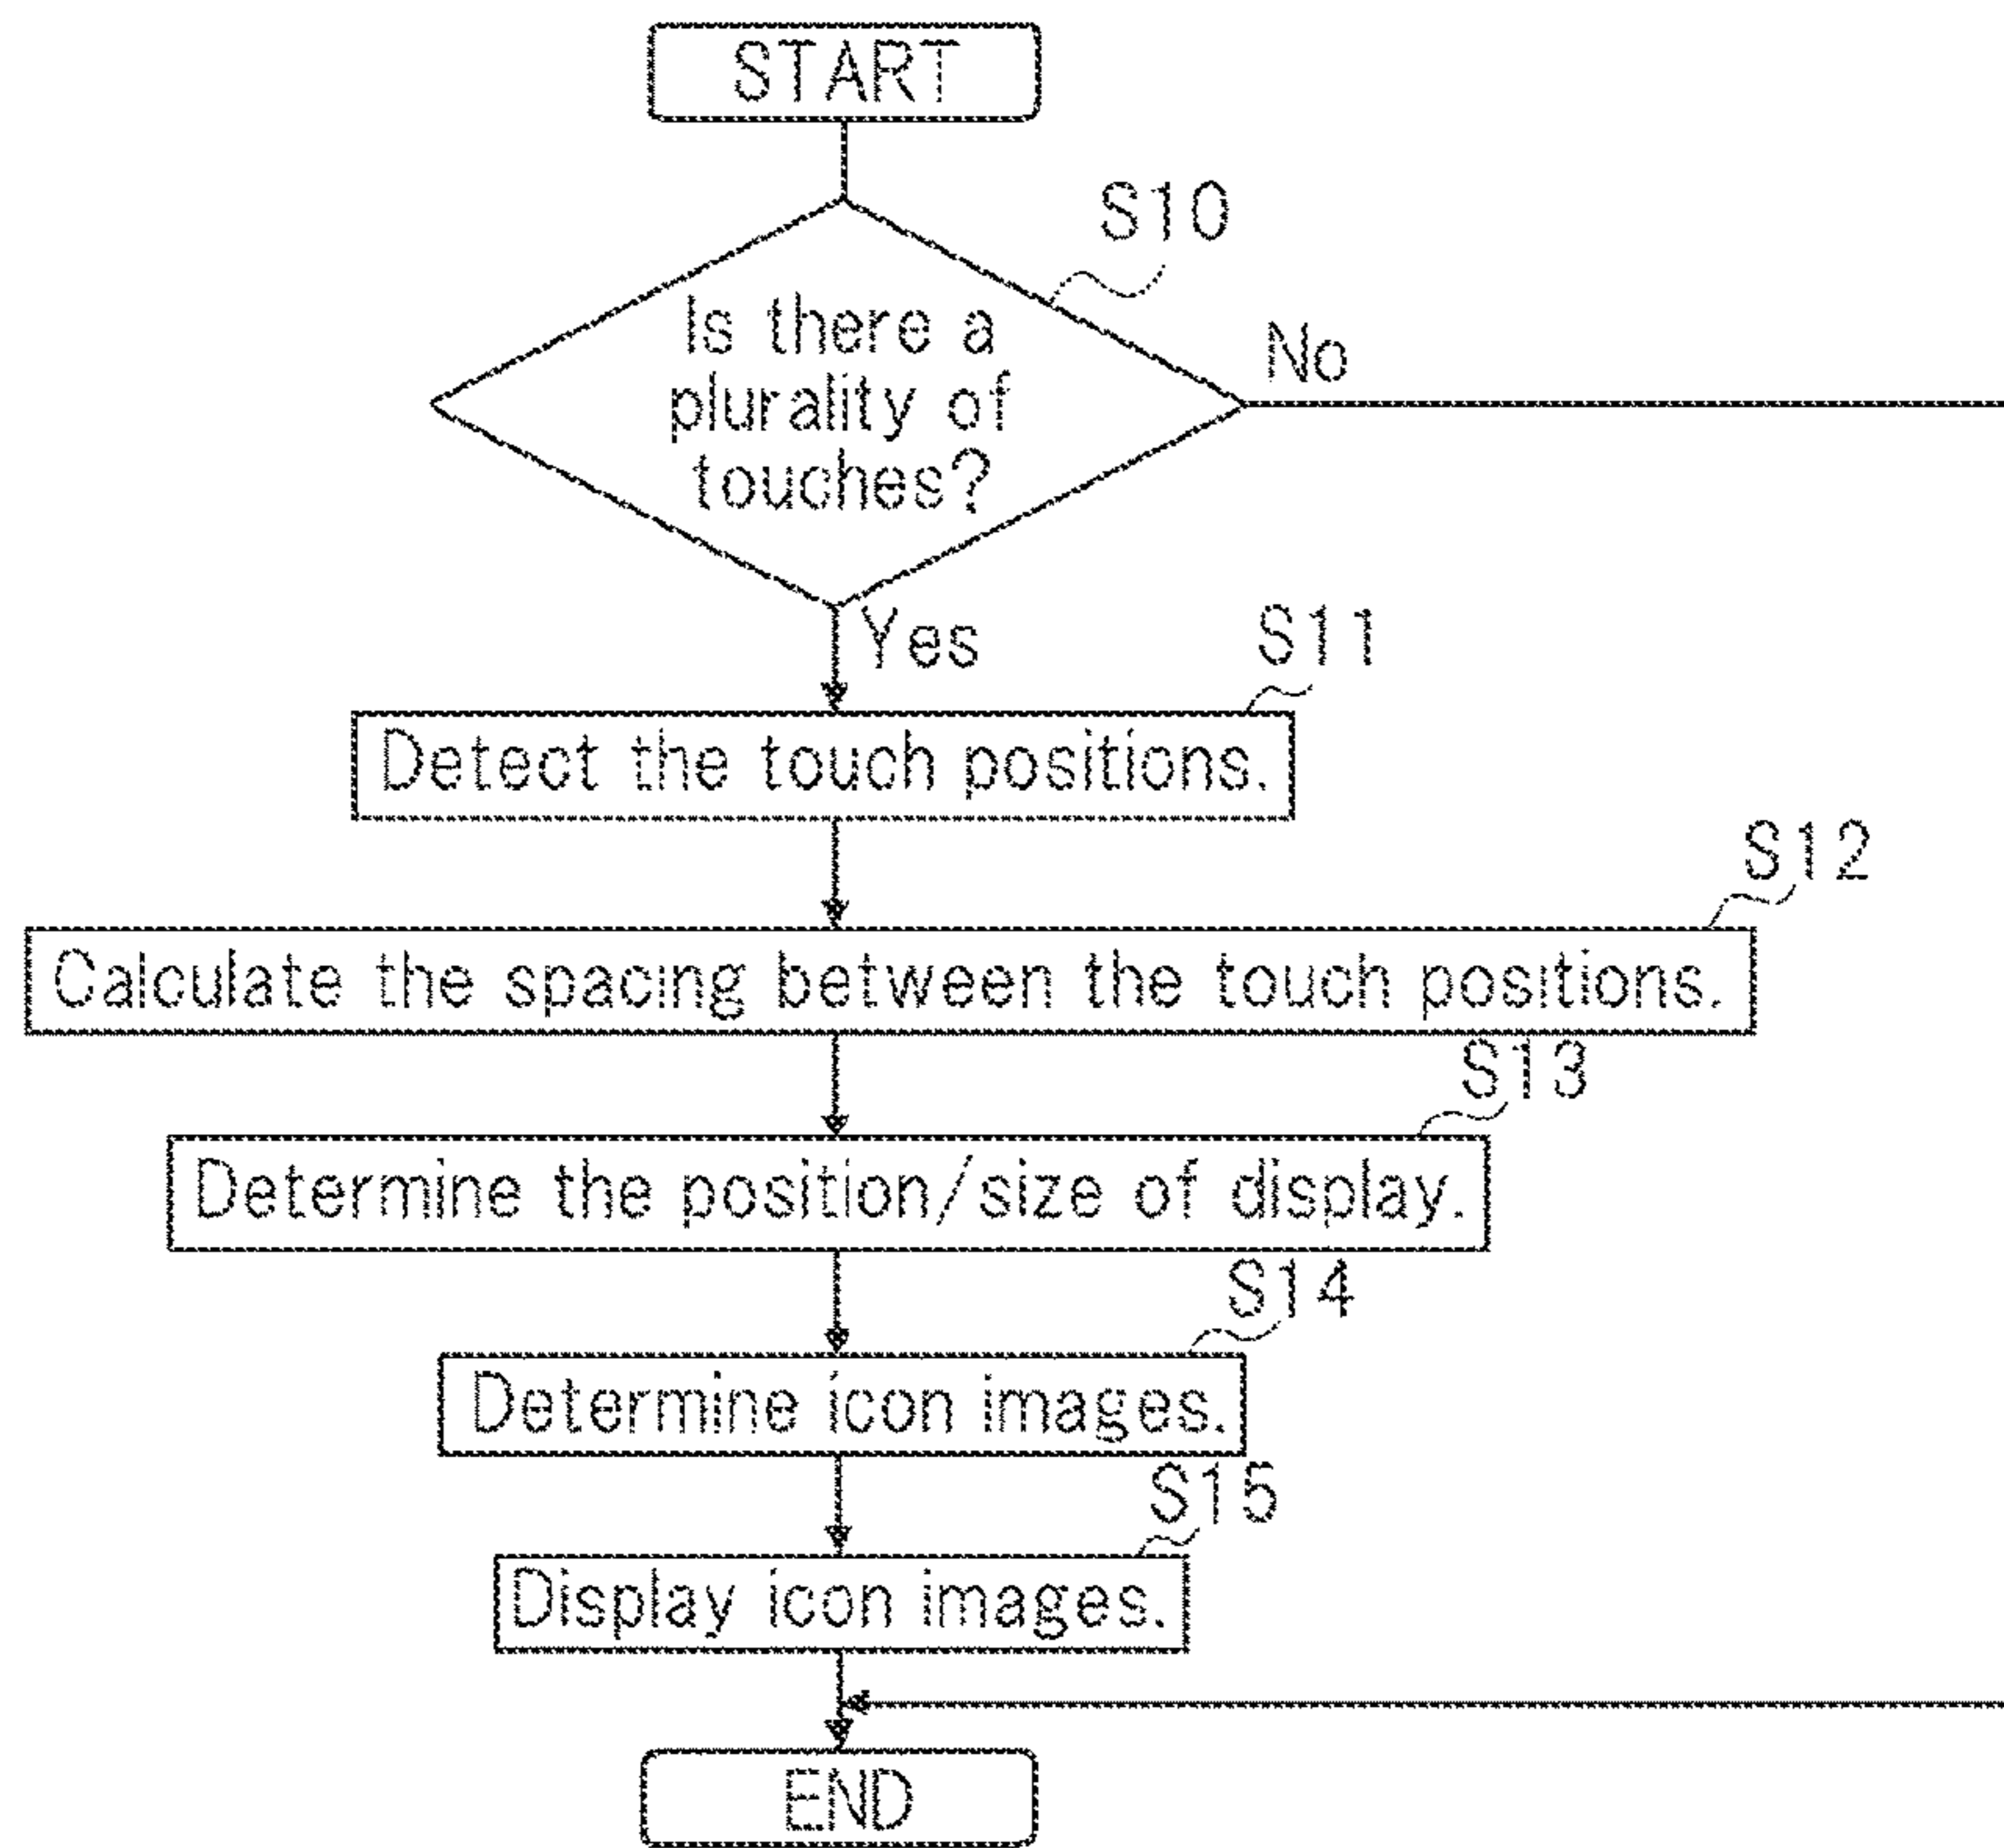 START
S10
Is there a
plurality of
touches?
No
Yes
S11
Detect the touch positions.
S12
Calculate the spacing between the touch positions.
S13
Determine the position/size of display.
S14
Determine icon images.
S15
Display icon images.
END